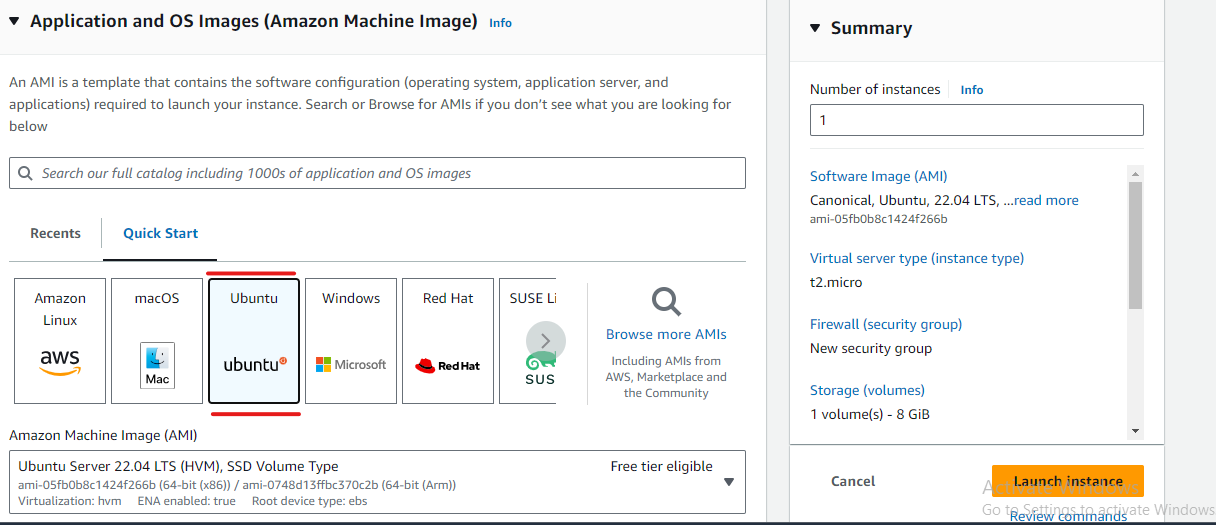 Application and OS Images (Amazon Machine Image) Info
An AMI is a template that contains the software configuration (operating system, application server, and
applications) required to launch your instance. Search or Browse for AMIs if you don't see what you are looking for
below
Search our full catalog including 1000s of application and OS images
Recents
Quick Start
Amazon
Linux
aws
macOS
Mac
Ubuntu
ubuntu
Windows
Microsoft
Red Hat
Red Hat
SUSE Li
SUS
Browse more AMIs
Including AMIs from
AWS, Marketplace and
the Community
Amazon Machine Image (AMI)
Ubuntu Server 22.04 LTS (HVM), SSD Volume Type
Free tier eligible
ami-05fb0b8c1424f266b (64-bit (x86)) / ami-0748d13ffbc370c2b (64-bit (Arm))
Virtualization: hvm ENA enabled: true Root device type: ebs
Summary
Number of instances Info
1
Software Image (AMI)
Canonical, Ubuntu, 22.04 LTS, ...read more
ami-05fb0b8c1424f266b
Virtual server type (instance type)
t2.micro
Firewall (security group)
New security group
Storage (volumes)
1 volume(s) - 8 GiB
Cancel
Launch instance
Review commands
Activate Windows
Go to Settings to activate Windows